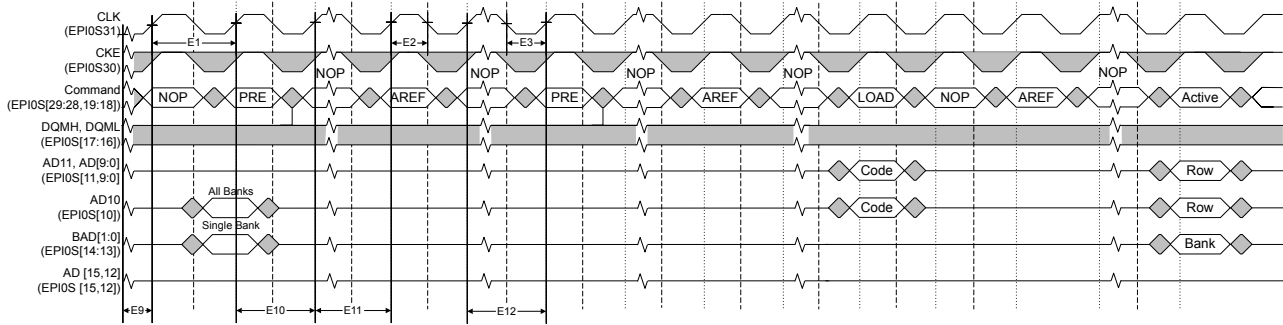 CLK
(EPI0S31)
E1
E2
E3
CKE
(EPI0S30)
NOP
NOP
NOP
NOP
NOP
Command
(EPI0S[29:28,19:18])
NOP
PRE
AREF
PRE
AREF
LOAD
NOP
AREF
Active
DQMH, DQML
(EPI0S[17:16])
AD11, AD[9:0]
(EPI0S[11,9:0]
Code
Row
All Banks
AD10
(EPI0S[10])
Code
Row
Single Bank
BAD[1:0]
(EPI0S[14:13])
Bank
AD [15,12]
(EPI0S [15,12])
E9
E10
E11
E12